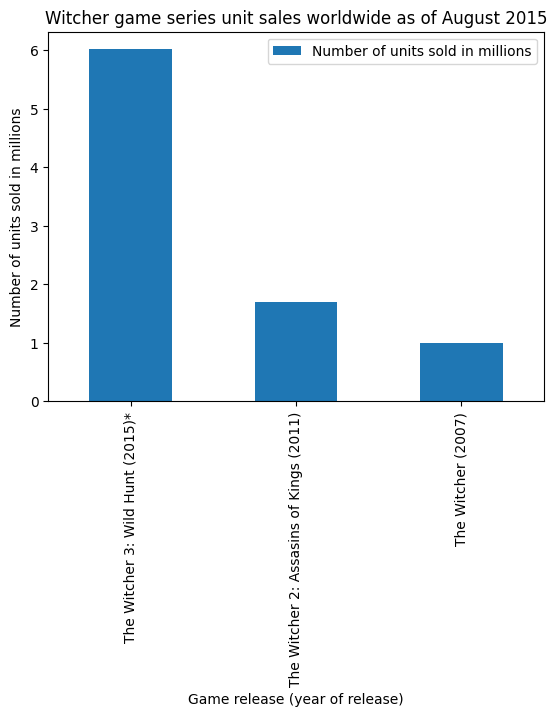 Witcher game series unit sales worldwide as of August 2015
Number of units sold in millions
Number of units sold in millions
6
5
4
3
2
1
0
The Witcher 3: Wild Hunt (2015)*
The Witcher 2: Assasins of Kings (2011)
The Witcher (2007)
Game release (year of release)